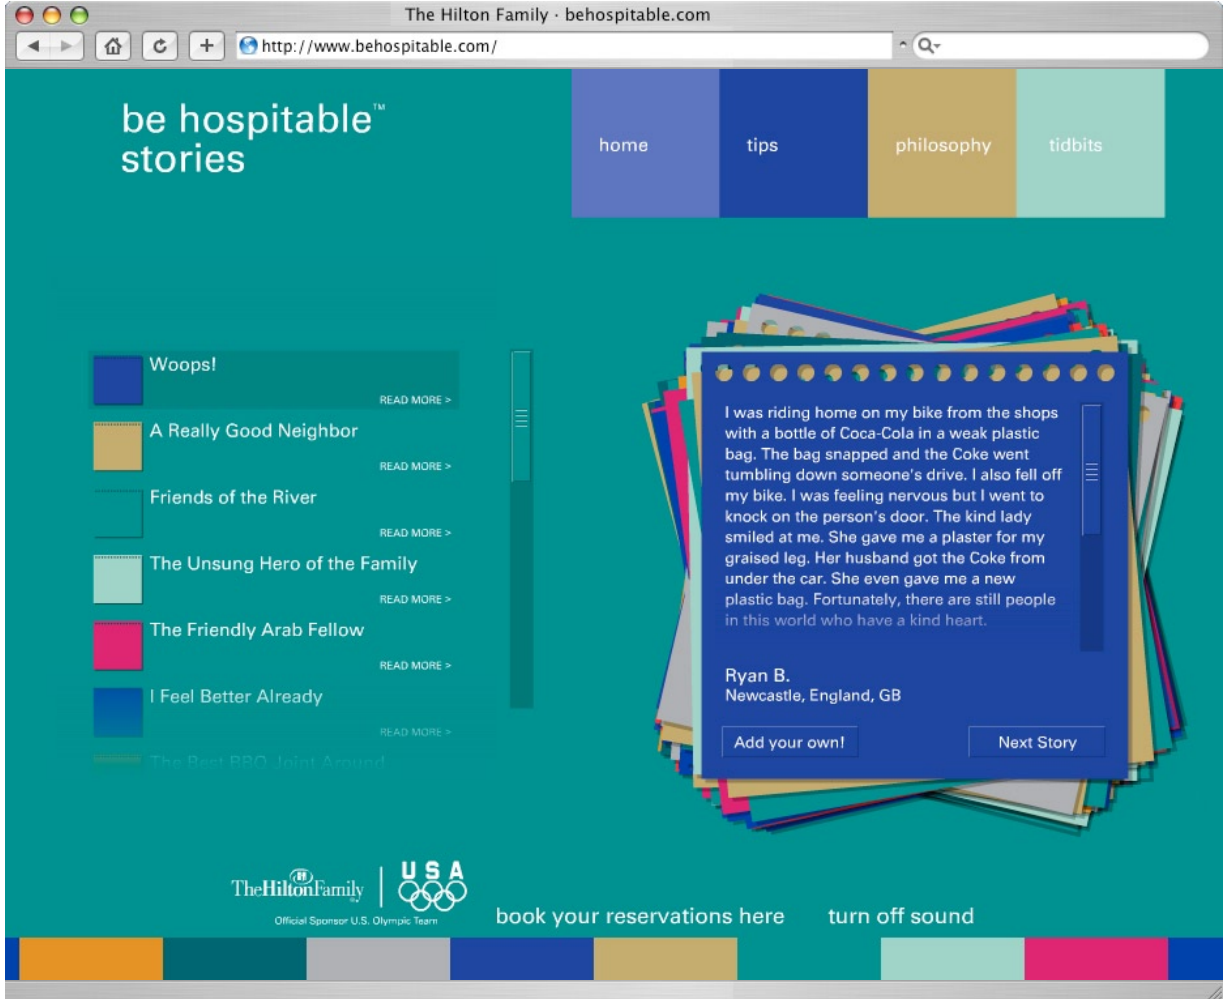 The Hilton Family · behospitable.com
http://www.behospitable.com/
be hospitable™
stories
home
tips
philosophy
tidbits
Woops!
READ MORE >
A Really Good Neighbor
READ MORE >
Friends of the River
READ MORE >
The Unsung Hero of the Family
READ MORE >
The Friendly Arab Fellow
READ MORE >
I Feel Better Already
READ MORE >
The Best BBQ Joint Around
I was riding home on my bike from the shops
with a bottle of Coca-Cola in a weak plastic
bag. The bag snapped and the Coke went
tumbling down someone's drive. I also fell off
my bike. I was feeling nervous but I went to
knock on the person's door. The kind lady
smiled at me. She gave me a plaster for my
graised leg. Her husband got the Coke from
under the car. She even gave me a new
plastic bag. Fortunately, there are still people
in this world who have a kind heart.
Ryan B.
Newcastle, England, GB
Add your own!
Next Story
TheHiltonFamily
USA
Official Sponsor U.S. Olympic Team
book your reservations here
turn off sound